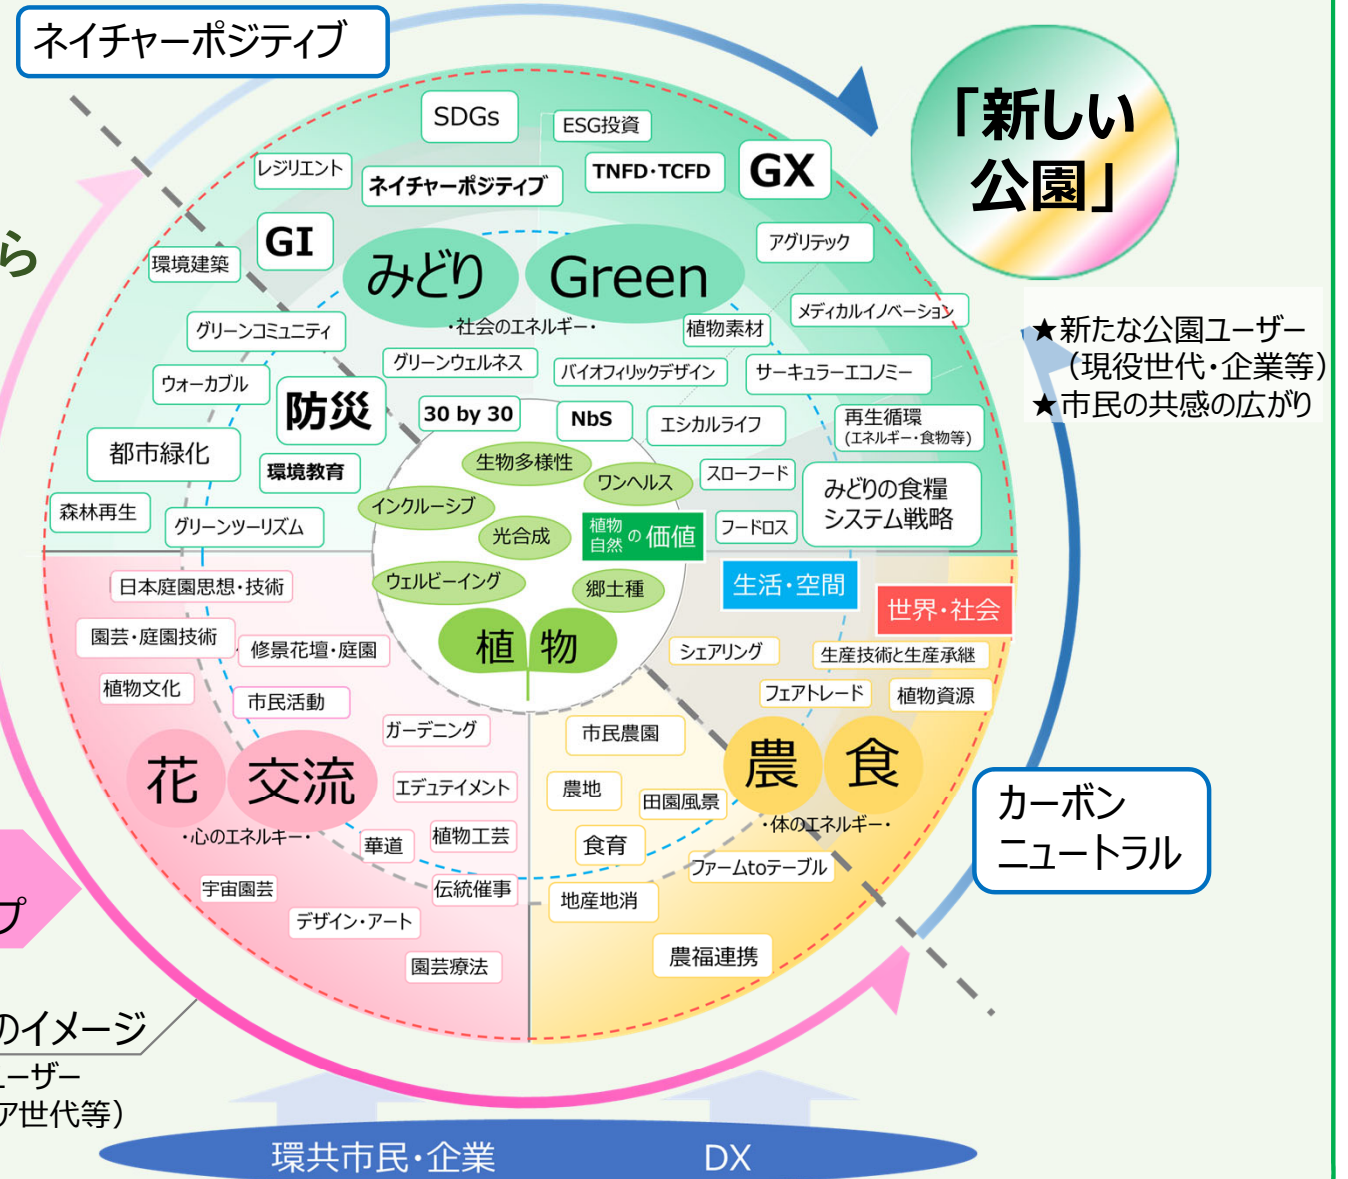 ネイチャーポジティブ
「新しい
公園」
SDGs
ESG投資
レジリエント
ネイチャーポジティブ
TNFD・TCFD
GX
GI
環境建築
アグリテック
みどり
Green
・社会のエネルギー・
メディカルイノベーション
植物素材
グリーンコミュニティ
グリーンウェルネス
バイオフィリックデザイン
サーキュラーエコノミー
★新たな公園ユーザー
（現役世代・企業等）
★市民の共感の広がり
ウォーカブル
防災
30 by 30
NbS
エシカルライフ
再生循環
(エネルギー・食物等)
都市緑化
環境教育
生物多様性
ワンヘルス
スローフード
みどりの食糧
システム戦略
森林再生
グリーンツーリズム
インクルーシブ
光合成
植物
自然
の
価値
フードロス
日本庭園思想・技術
ウェルビーイング
郷土種
生活・空間
世界・社会
園芸・庭園技術
修景花壇・庭園
植物
シェアリング
生産技術と生産承継
植物文化
市民活動
フェアトレード
植物資源
ガーデニング
市民農園
花
交流
・心のエネルキー・
エデュテイメント
農地
田園風景
農
食
・体のエネルギー・
カーボン
ニュートラル
華道
植物工芸
食育
ファームtoテーブル
宇宙園芸
伝統催事
地産地消
デザイン・アート
園芸療法
農福連携
ら
プ
のイメージ
ユーザー
ア世代等）
環共市民・企業
DX